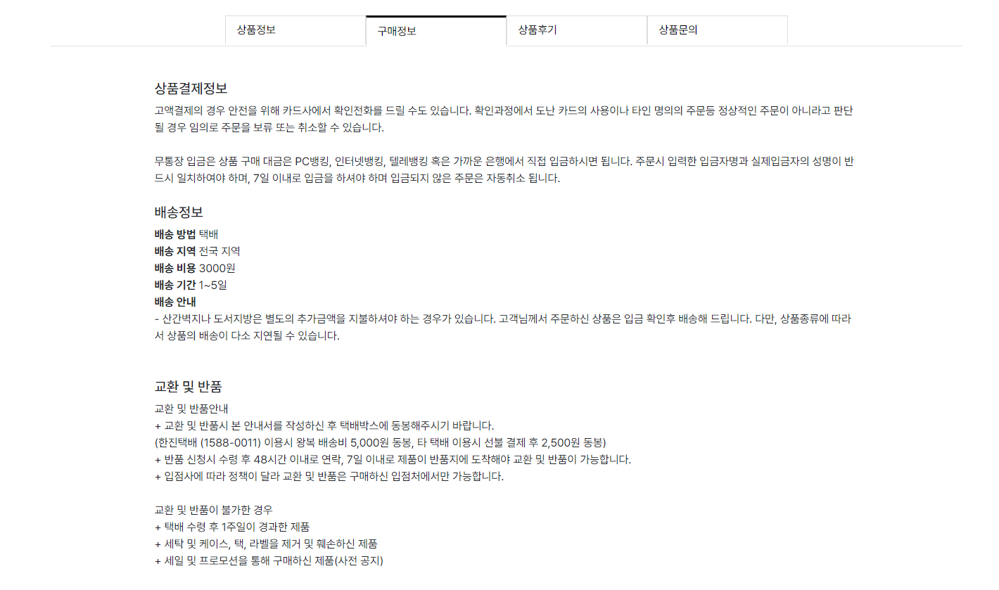 상품정보
구매정보
상품후기
상품문의
상품결제정보
고액결제의 경우 안전을 위해 카드사에서 확인전화를 드릴 수도 있습니다. 확인과정에서 도난 카드의 사용이나 타인 명의의 주문등 정상적인 주문이 아니라고 판단
될 경우 임의로 주문을 보류 또는 취소할 수 있습니다.
무통장 입금은 상품 구매 대금은 PC뱅킹, 인터넷뱅킹, 텔레뱅킹 혹은 가까운 은행에서 직접 입금하시면 됩니다. 주문시 입력한 입금자명과 실제입금자의 성명이 반
드시 일치하여야 하며, 7일 이내로 입금을 하셔야 하며 입금되지 않은 주문은 자동취소 됩니다.
배송정보
배송 방법 택배
배송 지역 전국 지역
배송 비용 3000원
배송 기간 1~5일
배송 안내
- 산간벽지나 도서지방은 별도의 추가금액을 지불하셔야 하는 경우가 있습니다. 고객님께서 주문하신 상품은 입금 확인후 배송해 드립니다. 다만, 상품종류에 따라
서 상품의 배송이 다소 지연될 수 있습니다.
교환 및 반품
교환 및 반품안내
+ 교환 및 반품시 본 안내서를 작성하신 후 택배박스에 동봉해주시기 바랍니다.
(한진택배 (1588-0011) 이용시 왕복 배송비 5,000원 동봉, 타 택배 이용시 선불 결제 후 2,500원 동봉)
+ 반품 신청시 수령 후 48시간 이내로 연락, 7일 이내로 제품이 반품지에 도착해야 교환 및 반품이 가능합니다.
+ 입점사에 따라 정책이 달라 교환 및 반품은 구매하신 입점처에서만 가능합니다.
교환 및 반품이 불가한 경우
+ 택배 수령 후 1주일이 경과한 제품
+ 세탁 및 케이스, 택, 라벨을 제거 및 훼손하신 제품
+ 세일 및 프로모션을 통해 구매하신 제품(사전 공지)